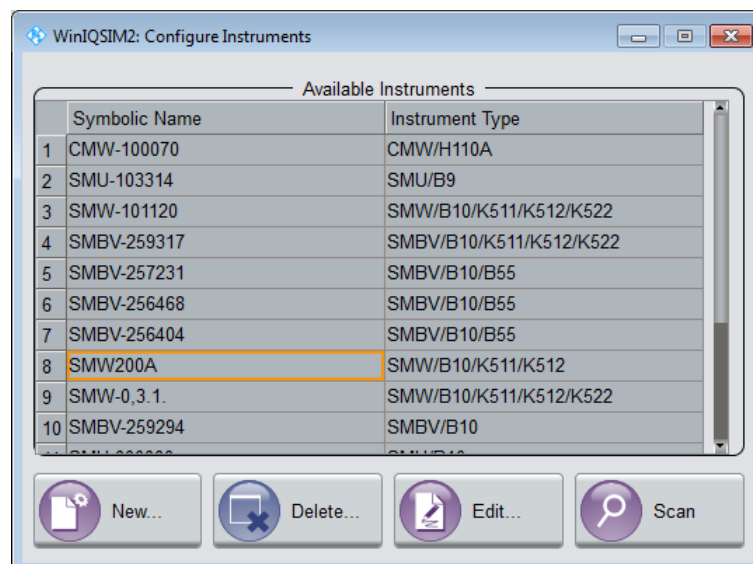 WinIQSIM2: Configure Instruments
Available Instruments
Symbolic Name Instrument Type
1 CMW-100070 CMW/H110A
2 SMU-103314 SMU/B9
3 SMW-101120 SMW/B10/K511/K512/K522
4 SMBV-259317 SMBV/B10/K511/K512/K522
5 SMBV-257231 SMBV/B10/B55
6 SMBV-256468 SMBV/B10/B55
7 SMBV-256404 SMBV/B10/B55
8 SMW200A SMW/B10/K511/K512
9 SMW-0,3.1. SMW/B10/K511/K512/K522
10 SMBV-259294 SMBV/B10
New... Delete... Edit... Scan